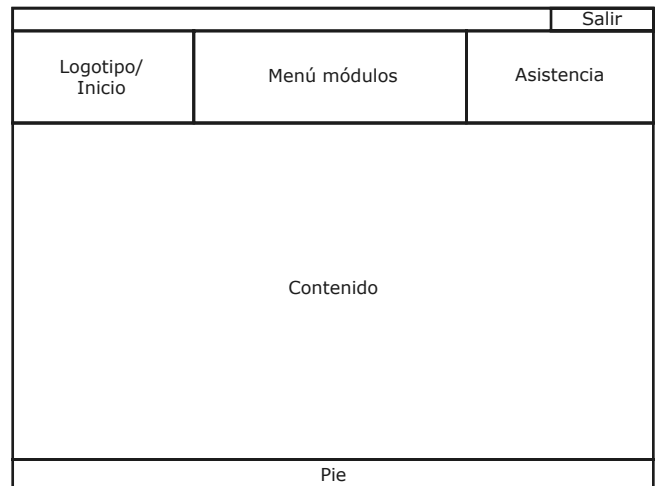 Salir
Logotipo/
Inicio
Menú módulos
Asistencia
Contenido
Pie